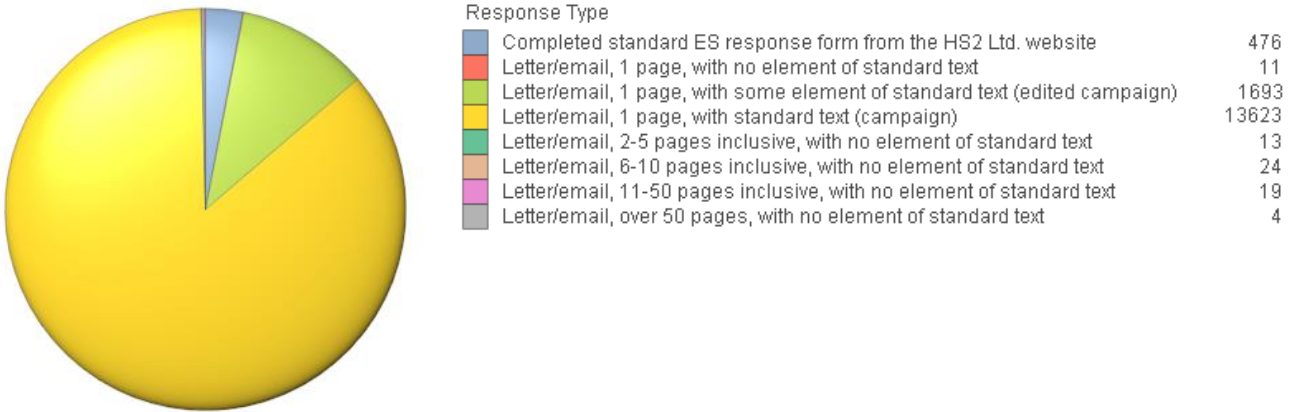 Response Type
Completed standard ES response form from the HS2 Ltd. website 476
Letter/email, 1 page, with no element of standard text 11
Letter/email, 1 page, with some element of standard text (edited campaign) 1693
Letter/email, 1 page, with standard text (campaign) 13623
Letter/email, 2-5 pages inclusive, with no element of standard text 13
Letter/email, 6-10 pages inclusive, with no element of standard text 24
Letter/email, 11-50 pages inclusive, with no element of standard text 19
Letter/email, over 50 pages, with no element of standard text 4